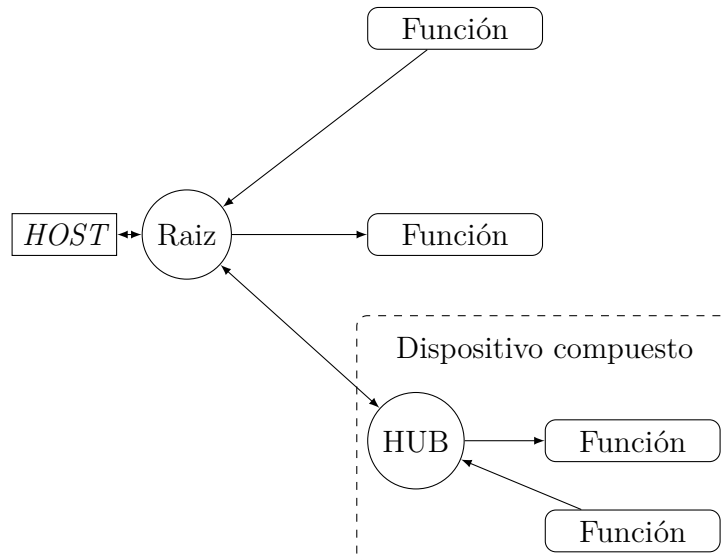 Función
HOST
Raiz
Función
Dispositivo compuesto
HUB
Función
Función